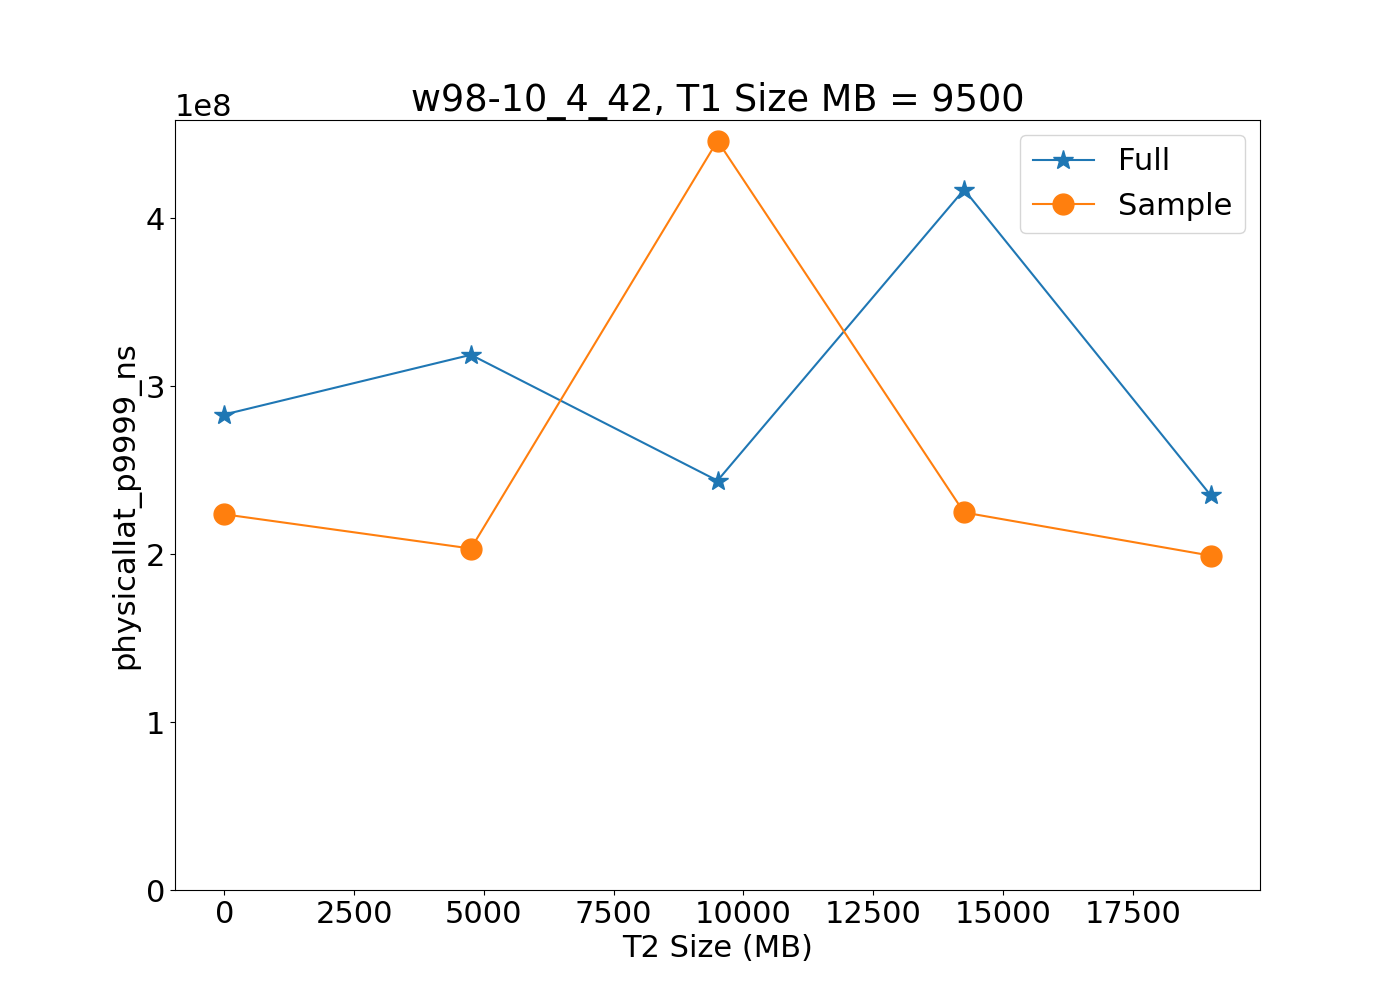 w98-10_4_42, T1 Size MB = 9500
1e8
Full
Sample
4
3
2
1
0
physicallat_p9999_ns
0 2500 5000 7500 10000 12500 15000 17500
T2 Size (MB)